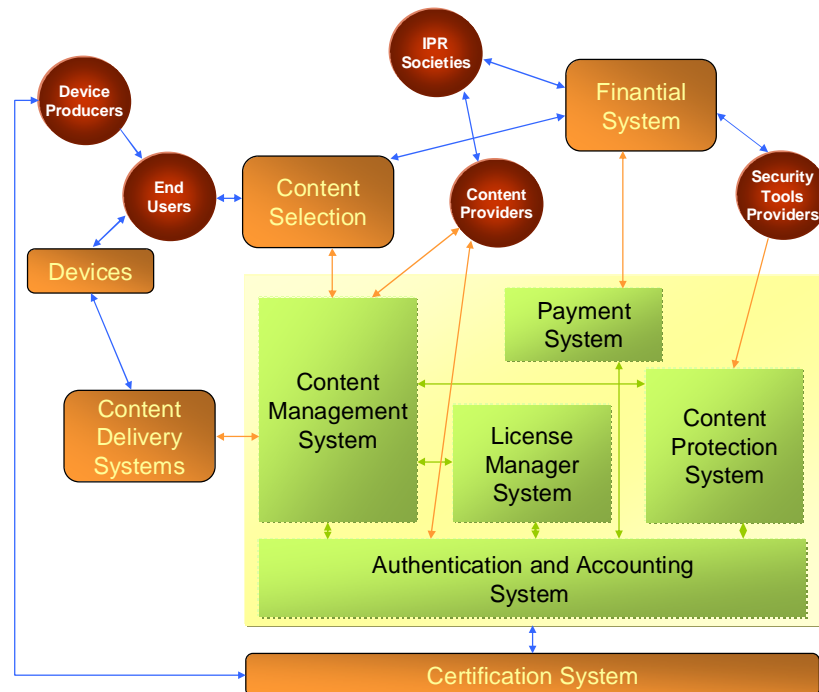 IPR
Societies
Device
Producers
Finantial
System
End
Users
Content
Selection
Content
Providers
Security
Tools
Providers
Devices
Payment
System
Content
Management
System
Content
Delivery
Systems
License
Manager
System
Content
Protection
System
Authentication and Accounting
System
Certification System